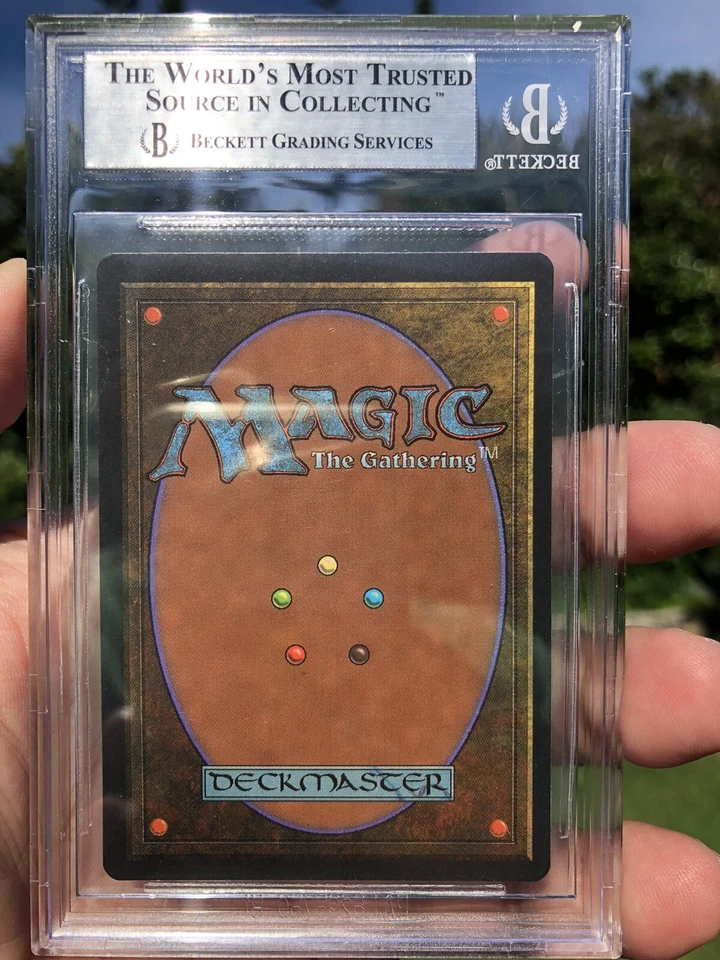 THE WORLD'S MOST TRUSTED
SOURCE IN COLLECTING™
B BECKETT GRADING SERVICES
B
BECKETT®
MAGIC
The Gathering™
DECKMASTER